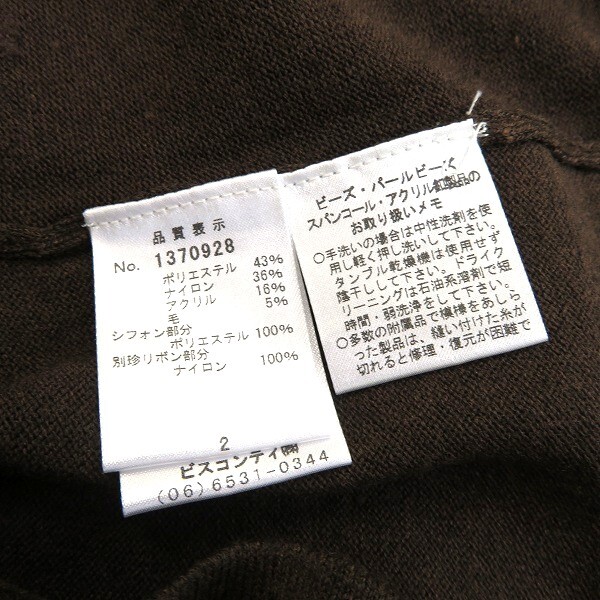 品質表示
No. 1370928
ポリエステル 43%
ナイロン 36%
アクリル 16%
毛 5%
シフォン部分
ポリエステル 100%
別珍リボン部分
ナイロン 100%
2
ビスコンティ㈱
(06)6531-0344
ビーズ・パールビーズ
スパンコール・アクリル釦製品の
お取り扱いメモ
○手洗いの場合は中性洗剤を使
用し軽く押し洗いして下さい。
タンブル乾燥機は使用せず
陰干しして下さい。ドライク
リーニングは石油系溶剤で短
時間・弱洗浄をして下さい。
○多数の附属品で模様をあしら
った製品は、縫い付けた糸が
切れると修理・復元が困難で